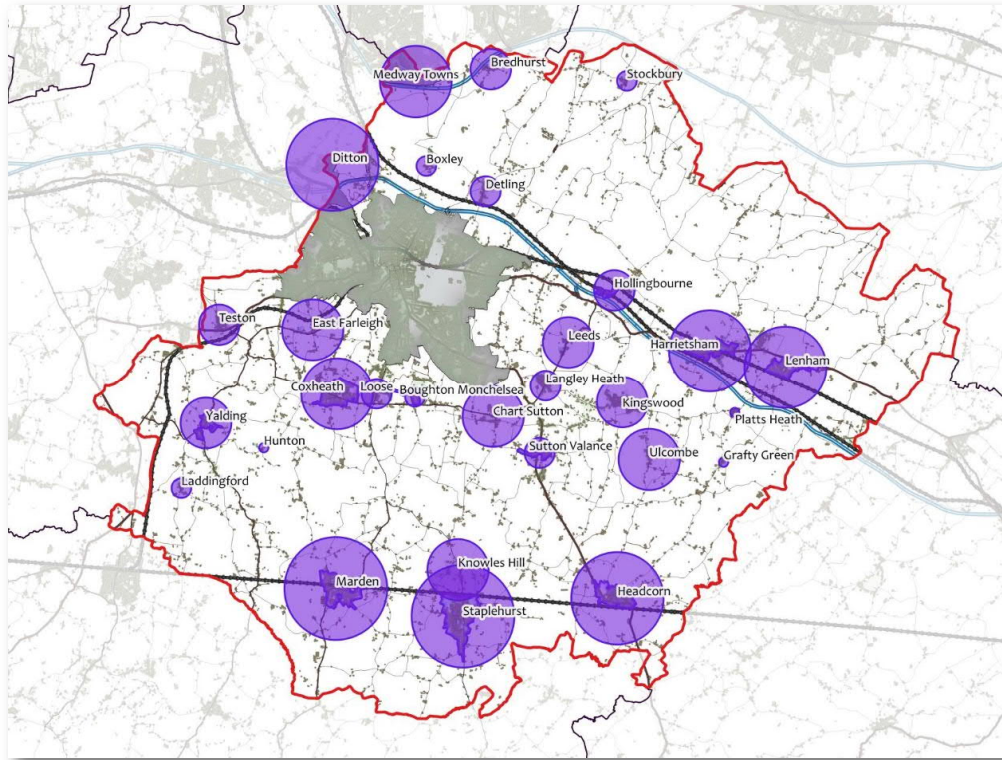 Bredhurst
Medway Towns
Stockbury
Boxley
Ditton
Detling
Hollingbourne
Teston
East Farleigh
Leeds
Harrietsham
Lenham
Langley Heath
Coxheath
Loose
Boughton Monchelsea
Kingswood
Chart Sutton
Yalding
Platts Heath
Hunton
Sutton Valance
Ulcombe
Grafty Green
Laddingford
Knowles Hill
Marden
Headcorn
Staplehurst